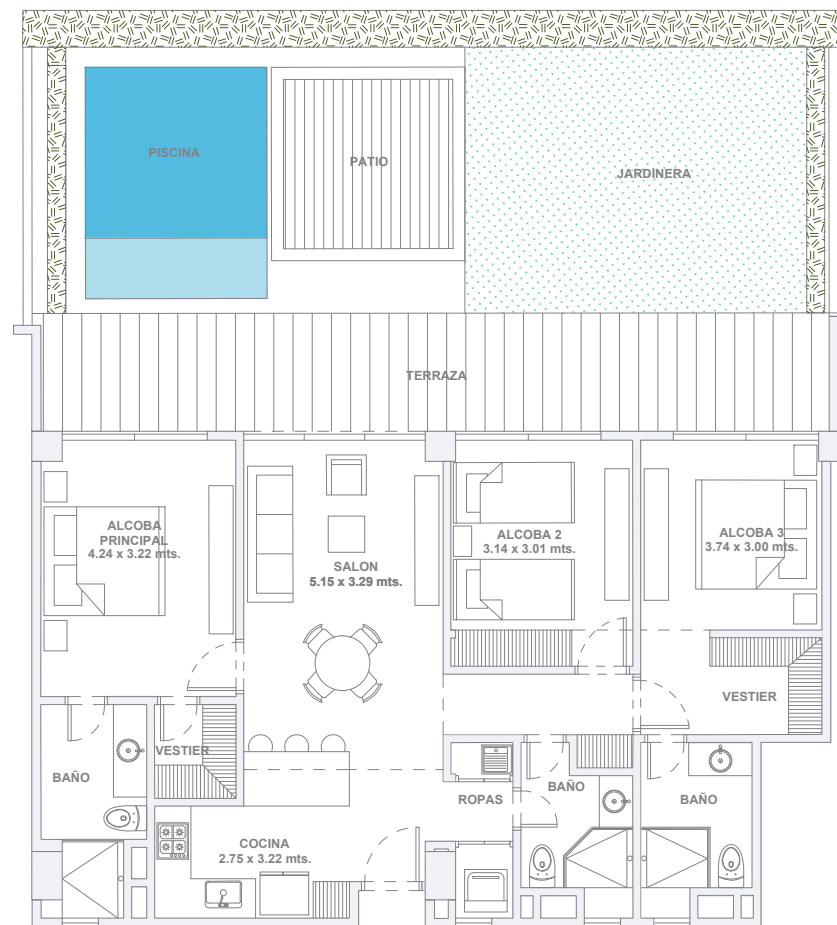 PISCINA
PATIO
JARDINERA
TERRAZA
ALCOBA
PRINCIPAL
4.24 x 3.22 mts.
SALON
5.15 x 3.29 mts.
ALCOBA 2
3.14 x 3.01 mts.
ALCOBA 3
3.74 x 3.00 mts.
VESTIER
VESTIER
BAÑO
ROPAS
BAÑO
BAÑO
COCINA
2.75 x 3.22 mts.